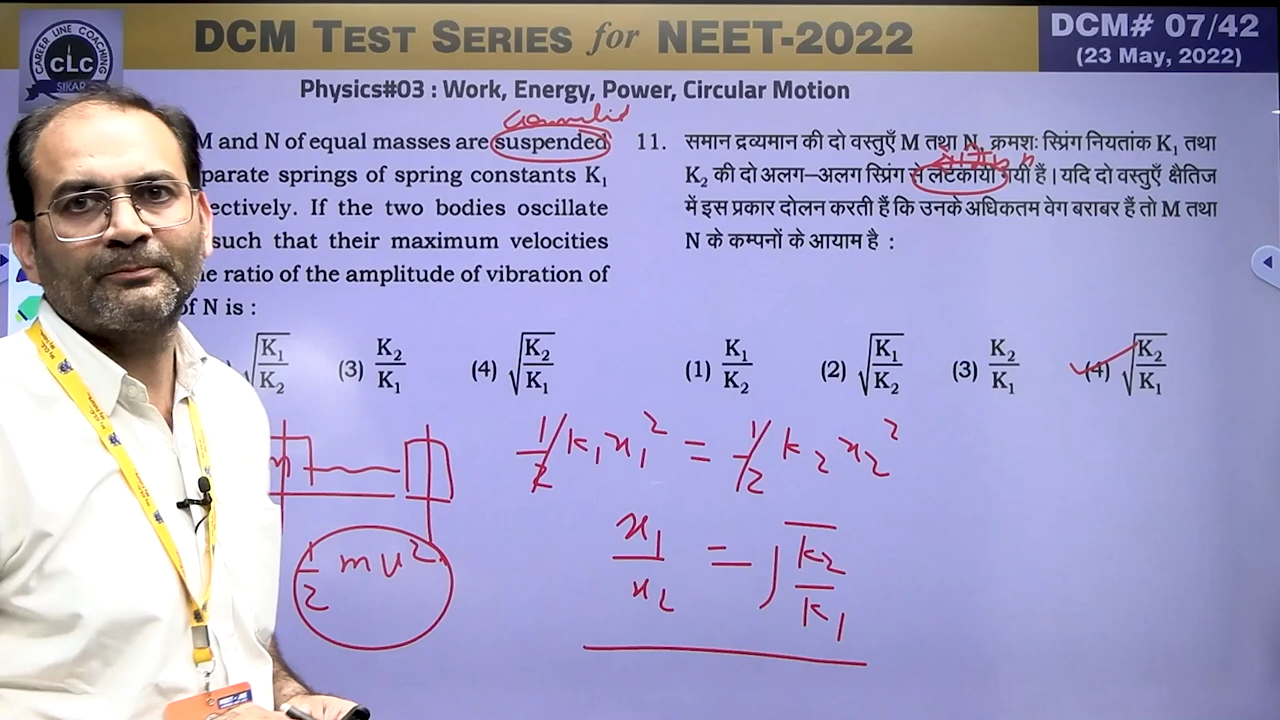 DCM TEST SERIES for NEET-2022
DCM# 07/42
(23 May, 2022)
CAREER LINE COACHING
CLC
SIKAR
Physics#03 : Work, Energy, Power, Circular Motion
M and N of equal masses are suspended
parate springs of spring constants K₁
ectively. If the two bodies oscillate
such that their maximum velocities
e ratio of the amplitude of vibration of
of N is :
√(K₁/K₂) (3) K₂/K₁ (4) √(K₂/K₁)
11. समान द्रव्यमान की दो वस्तुएँ M तथा N, क्रमशः स्प्रिंग नियतांक K₁ तथा
K₂ की दो अलग–अलग स्प्रिंग से लटकाया गयी हैं। यदि दो वस्तुएँ क्षैतिज
में इस प्रकार दोलन करती हैं कि उनके अधिकतम वेग बराबर हैं तो M तथा
N के कम्पनों के आयाम है :
(1) K₁/K₂ (2) √(K₁/K₂) (3) K₂/K₁ (4) √(K₂/K₁)
1/2 k₁x₁² = 1/2 k₂x₂²
x₁/x₂ = √(k₂/k₁)
1/2 mv²